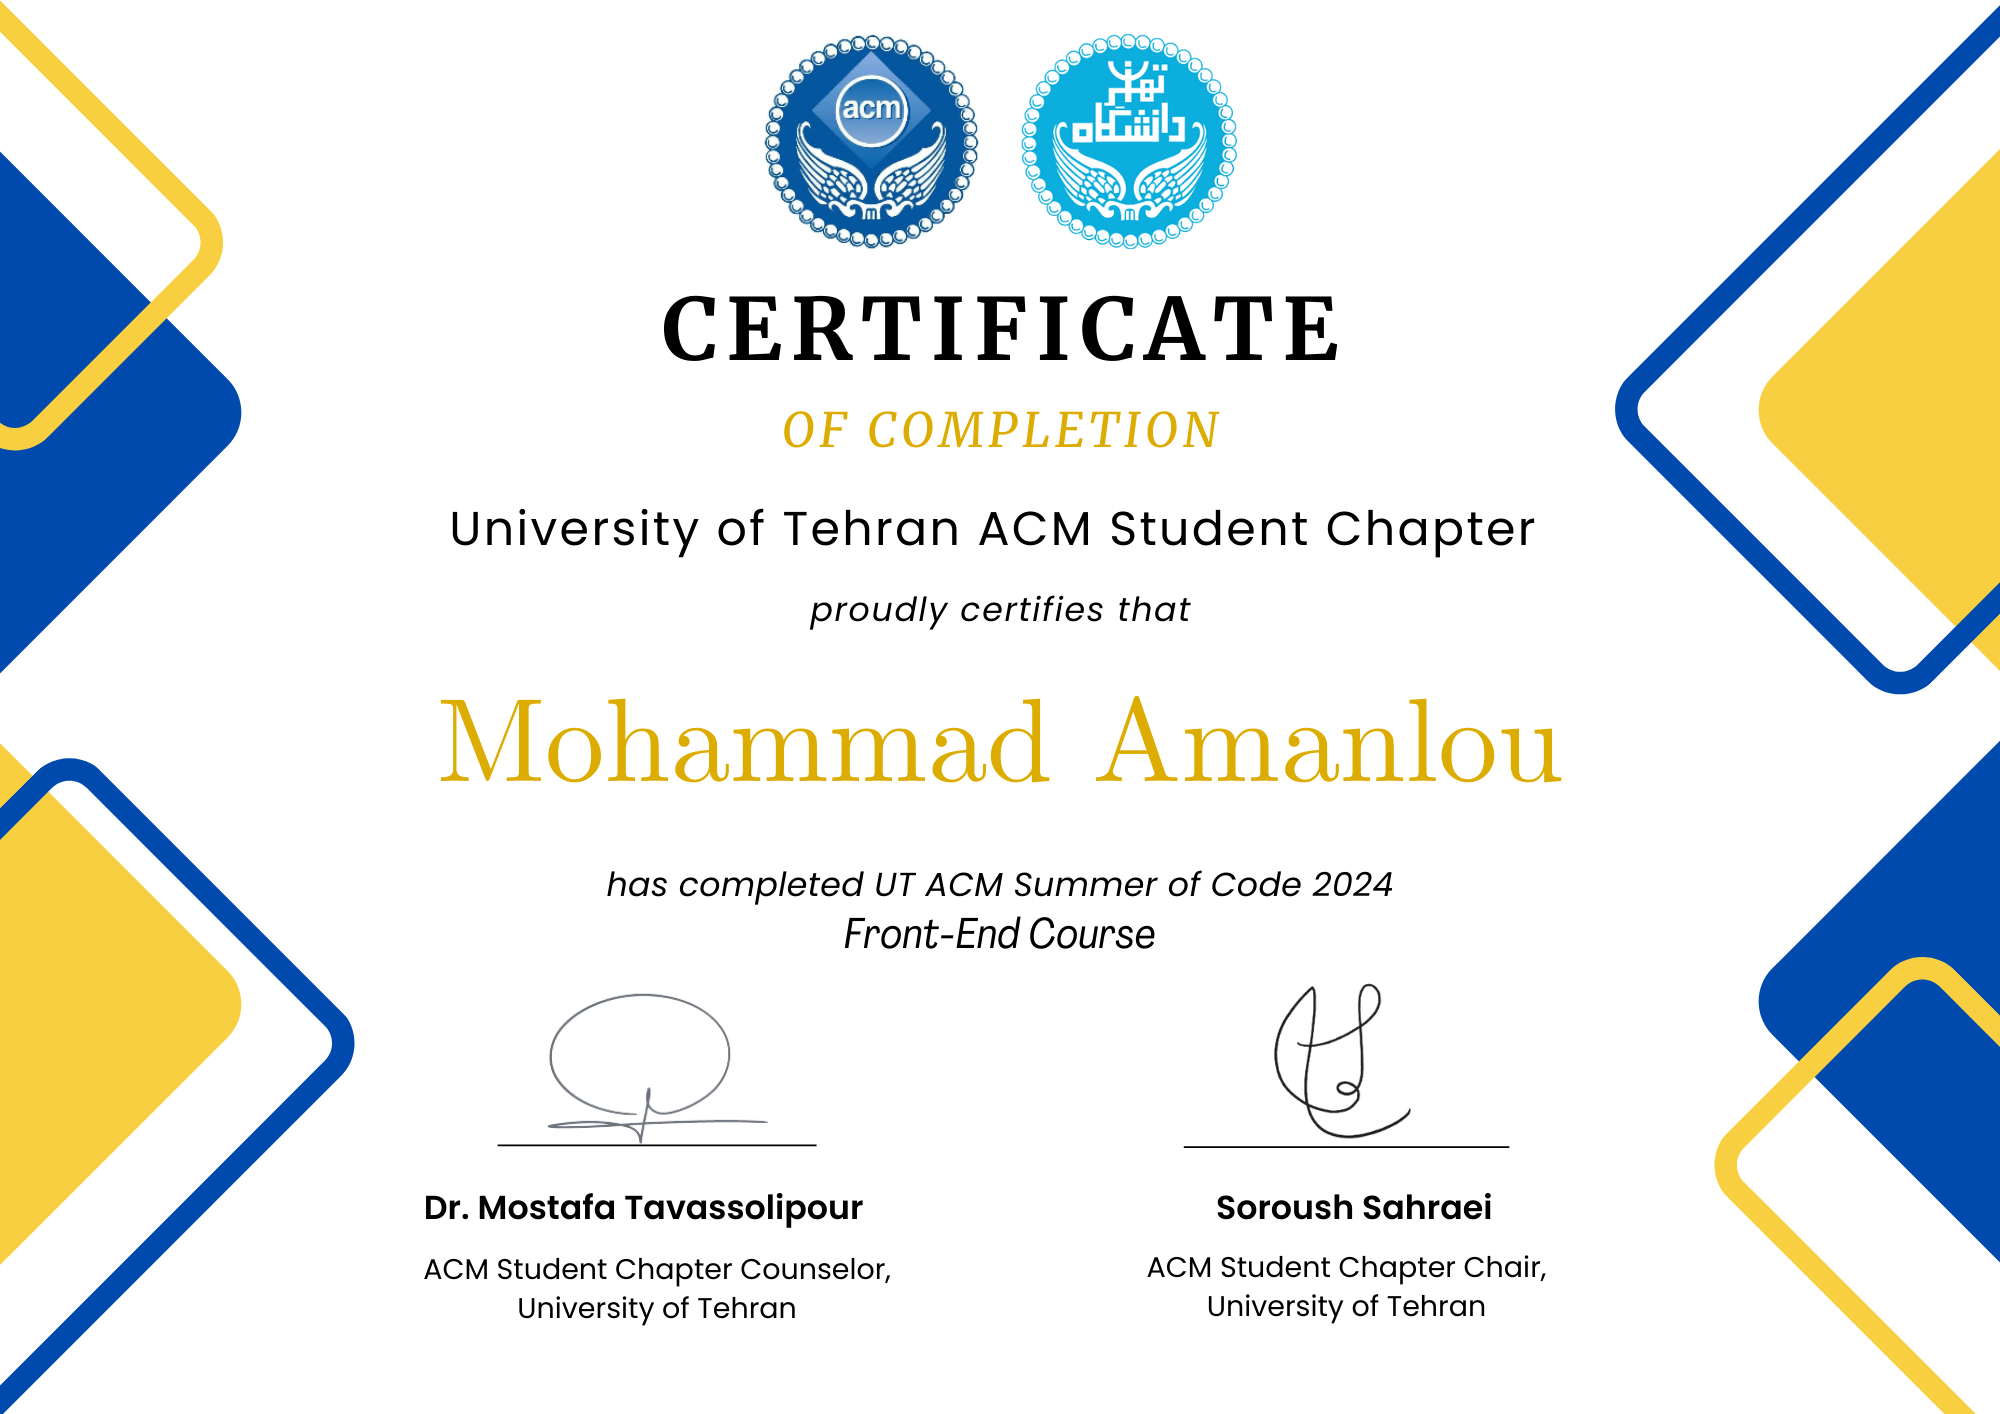 acm
تهران
دانشگاه
CERTIFICATE
OF COMPLETION
University of Tehran ACM Student Chapter
proudly certifies that
Mohammad Amanlou
has completed UT ACM Summer of Code 2024
Front-End Course
Dr. Mostafa Tavassolipour
ACM Student Chapter Counselor,
University of Tehran
Soroush Sahraei
ACM Student Chapter Chair,
University of Tehran